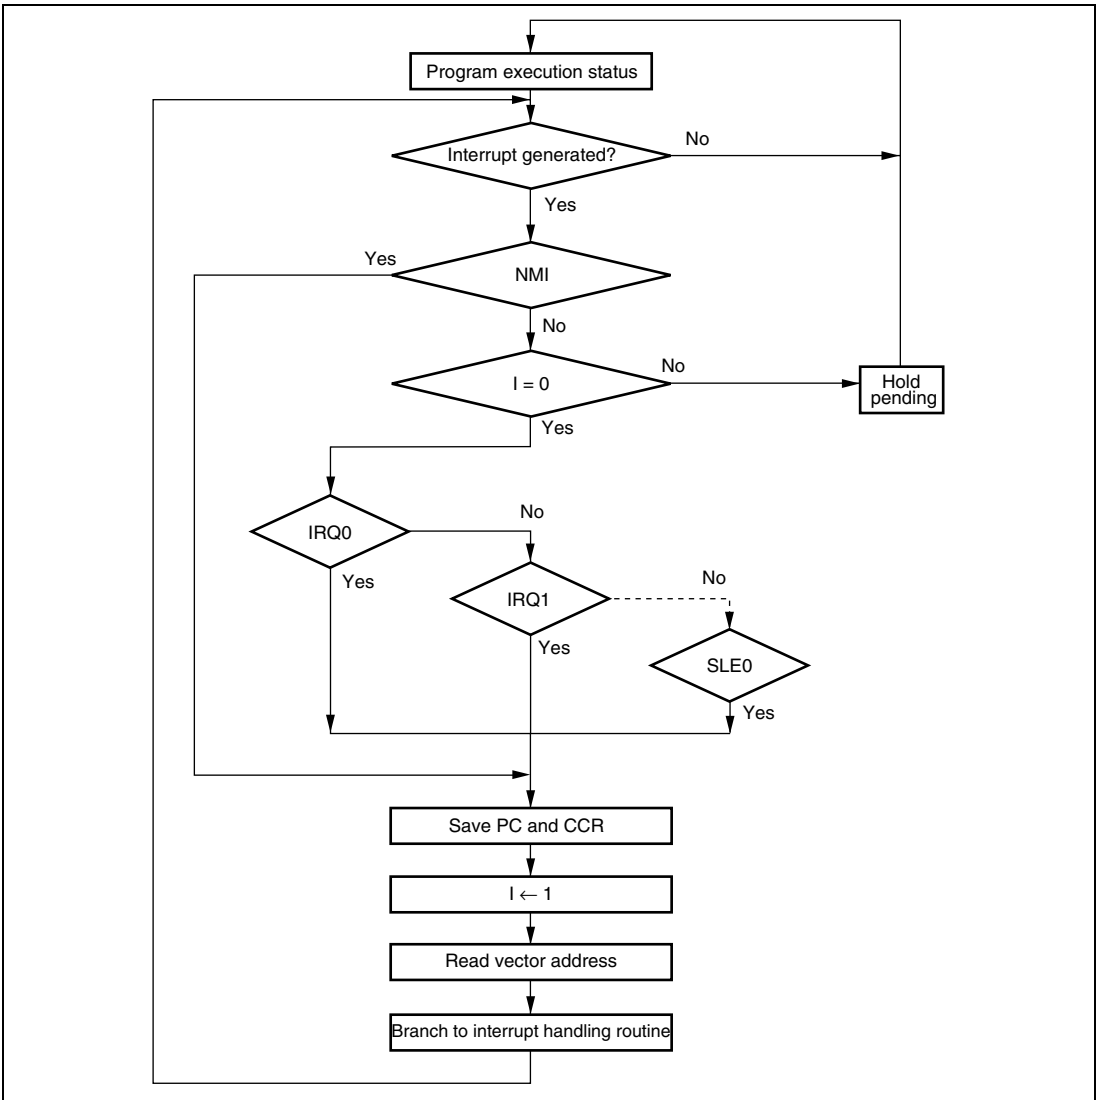 Program execution status
Interrupt generated?
No
Yes
Yes
NMI
No
I = 0
No
Hold
pending
Yes
IRQ0
No
Yes
IRQ1
No
Yes
SLE0
Yes
Save PC and CCR
I ← 1
Read vector address
Branch to interrupt handling routine